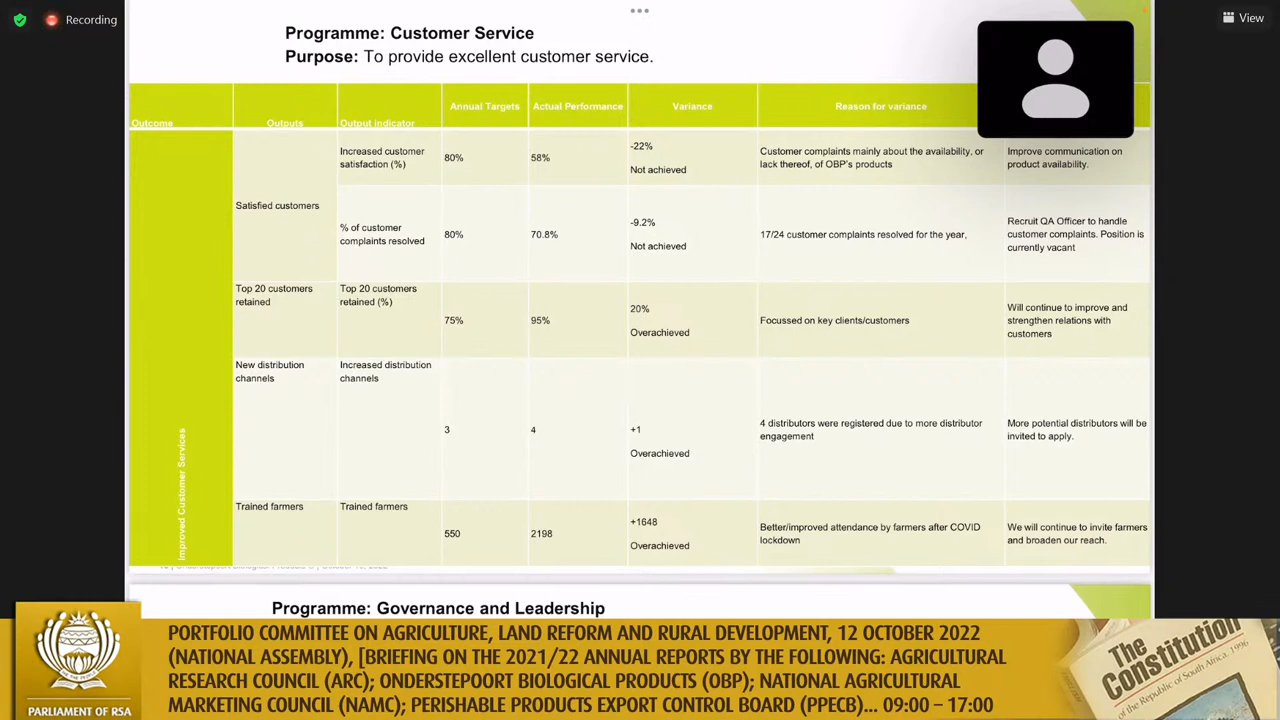 Recording
View
Programme: Customer Service
Purpose: To provide excellent customer service.
Outcome
Outputs
Output indicator
Annual Targets
Actual Performance
Variance
Reason for variance
Improved Customer Services
Satisfied customers
Increased customer
satisfaction (%)
80%
58%
-22%
Not achieved
Customer complaints mainly about the availability, or
lack thereof, of OBP's products
Improve communication on
product availability.
% of customer
complaints resolved
80%
70.8%
-9.2%
Not achieved
17/24 customer complaints resolved for the year,
Recruit QA Officer to handle
customer complaints. Position is
currently vacant
Top 20 customers
retained
Top 20 customers
retained (%)
75%
95%
20%
Overachieved
Focussed on key clients/customers
Will continue to improve and
strengthen relations with
customers
New distribution
channels
Increased distribution
channels
3
4
+1
Overachieved
4 distributors were registered due to more distributor
engagement
More potential distributors will be
invited to apply.
Trained farmers
Trained farmers
550
2198
+1648
Overachieved
Better/improved attendance by farmers after COVID
lockdown
We will continue to invite farmers
and broaden our reach.
Programme: Governance and Leadership
PORTFOLIO COMMITTEE ON AGRICULTURE, LAND REFORM AND RURAL DEVELOPMENT, 12 OCTOBER 2022
(NATIONAL ASSEMBLY), [BRIEFING ON THE 2021/22 ANNUAL REPORTS BY THE FOLLOWING: AGRICULTURAL
RESEARCH COUNCIL (ARC); ONDERSTEPOORT BIOLOGICAL PRODUCTS (OBP); NATIONAL AGRICULTURAL
MARKETING COUNCIL (NAMC); PERISHABLE PRODUCTS EXPORT CONTROL BOARD (PPECB)... 09:00 – 17:00
PARLIAMENT OF RSA
The
Constitution
of the Republic of South Africa, 1996